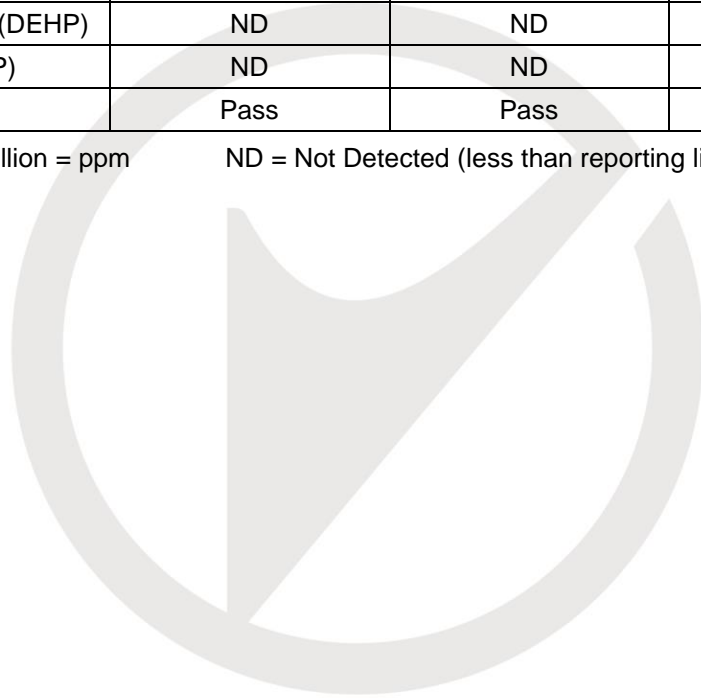 (DEHP) ND ND
P) ND ND
Pass Pass
llion = ppm ND = Not Detected (less than reporting li